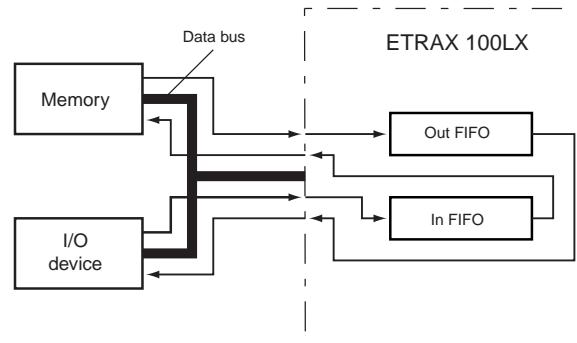 Data bus
ETRAX 100LX
Memory
Out FIFO
In FIFO
I/O
device